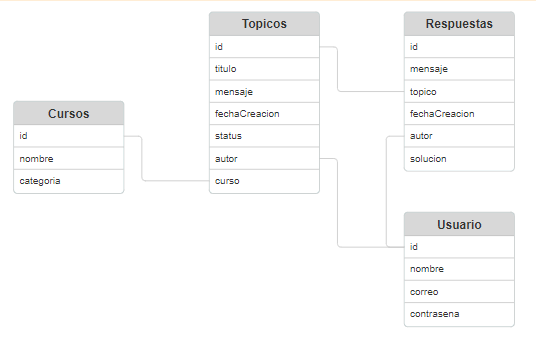 Cursos
id
nombre
categoria
Topicos
id
titulo
mensaje
fechaCreacion
status
autor
curso
Respuestas
id
mensaje
topico
fechaCreacion
autor
solucion
Usuario
id
nombre
correo
contrasena